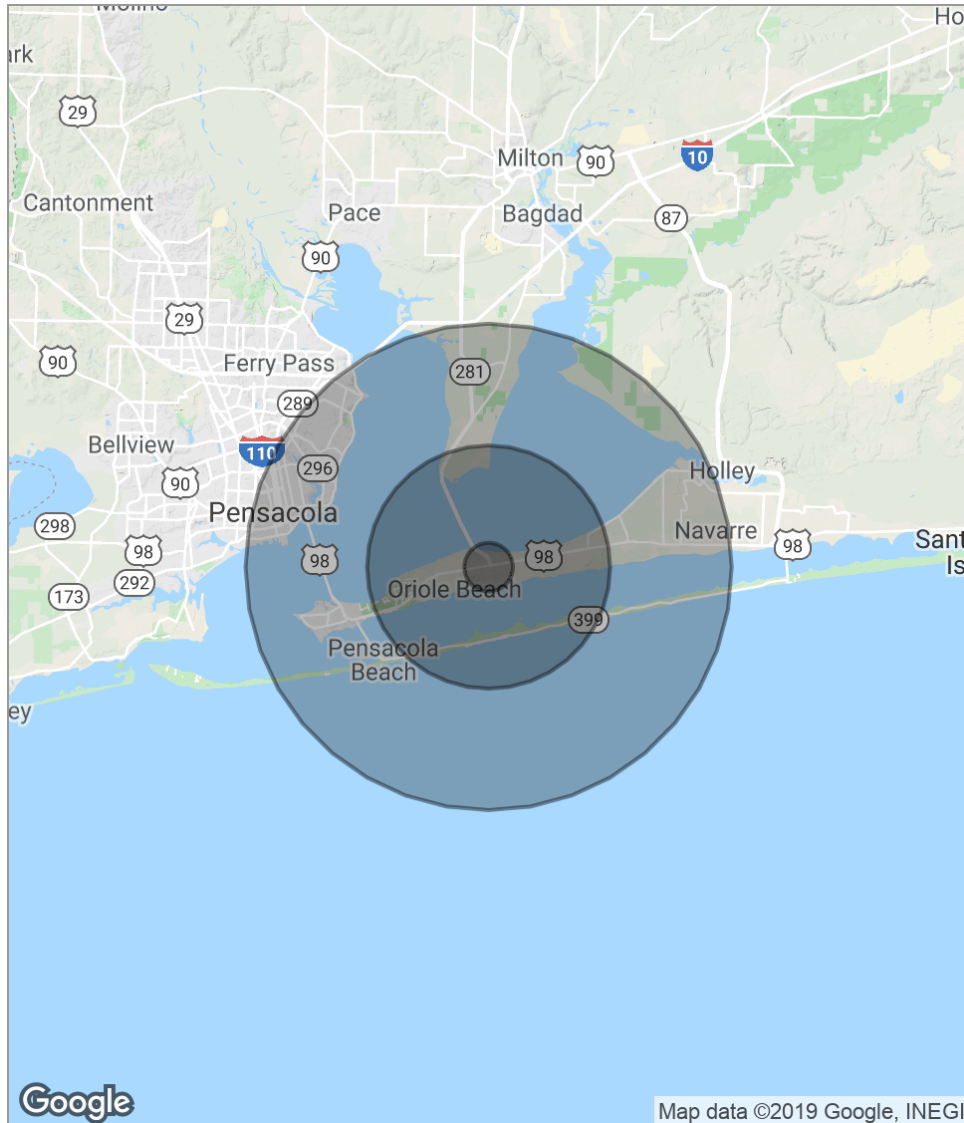 Molino
Ho
ark
29
Milton
90
10
Cantonment
Pace
Bagdad
87
90
29
90
Ferry Pass
281
289
Bellview
110
296
Holley
90
Pensacola
298
Navarre
98
98
98
98
Sant
Is
292
173
Oriole Beach
399
Pensacola
Beach
ey
Google
Map data ©2019 Google, INEGI